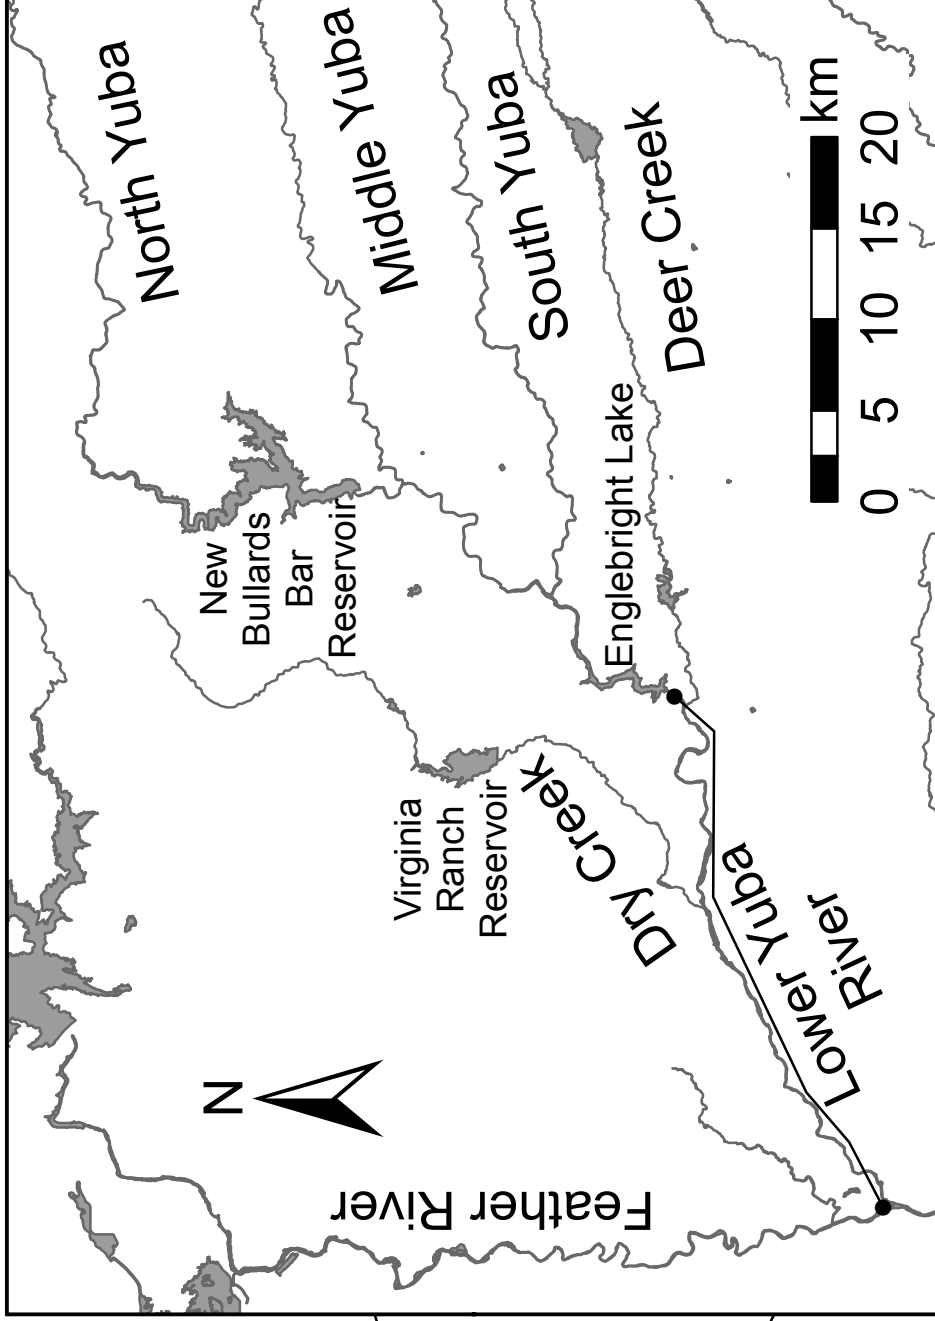 North Yuba
Middle Yuba
South Yuba
Deer Creek
New
Bullards
Bar
Reservoir
Englebright Lake
Virginia
Ranch
Reservoir
Dry Creek
Lower Yuba
River
Feather River
N
km
0 5 10 15 20